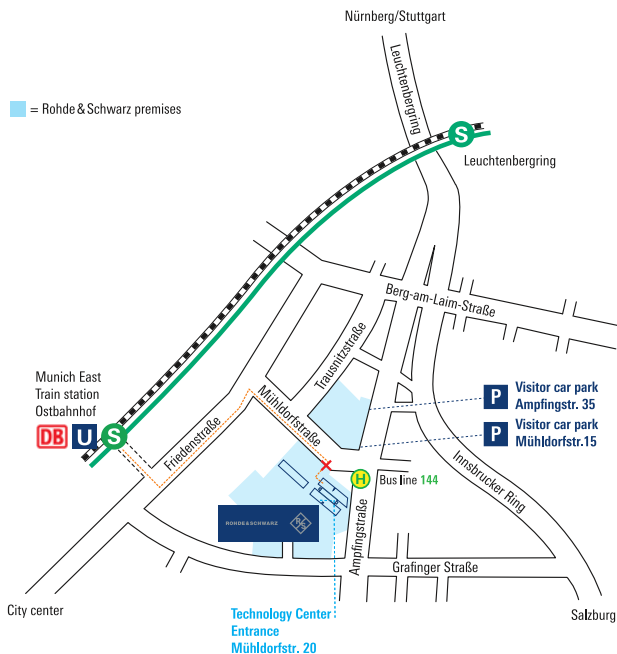 Nürnberg/Stuttgart
Leuchtenbergring
= Rohde & Schwarz premises
S
Leuchtenbergring
Berg-am-Laim-Straße
Trausnitzstraße
Munich East
Train station
Ostbahnhof
DB U S
Friedenstraße
Mühldorfstraße
P Visitor car park
Ampfingstr. 35
P Visitor car park
Mühldorfstr.15
Innsbrucker Ring
H Bus line 144
ROHDE&SCHWARZ
R/S
Ampfingstraße
Grafinger Straße
City center
Salzburg
Technology Center
Entrance
Mühldorfstr. 20